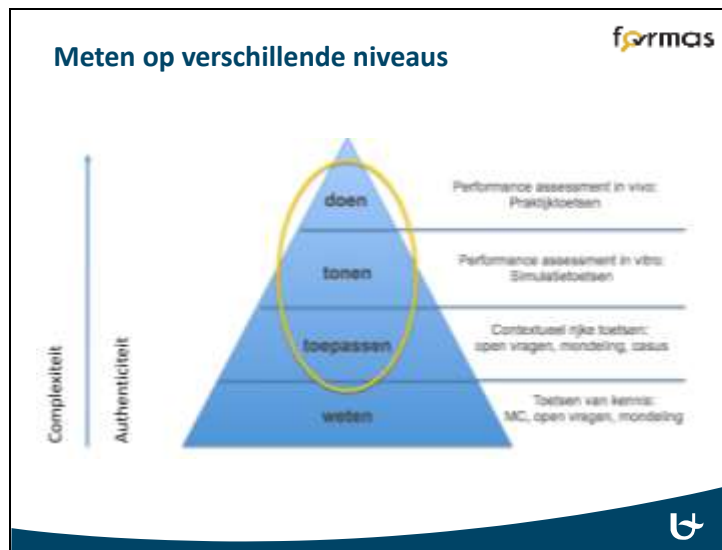 Meten op verschillende niveaus
formas
doen
Performance assessment in vivo:
Praktijktoetsen
tonen
Performance assessment in vitro:
Simulatietoetsen
toepassen
Contextueel rijke toetsen:
open vragen, mondeling, casus
weten
Toetsen van kennis:
MC, open vragen, mondeling
Complexiteit
Authenticiteit